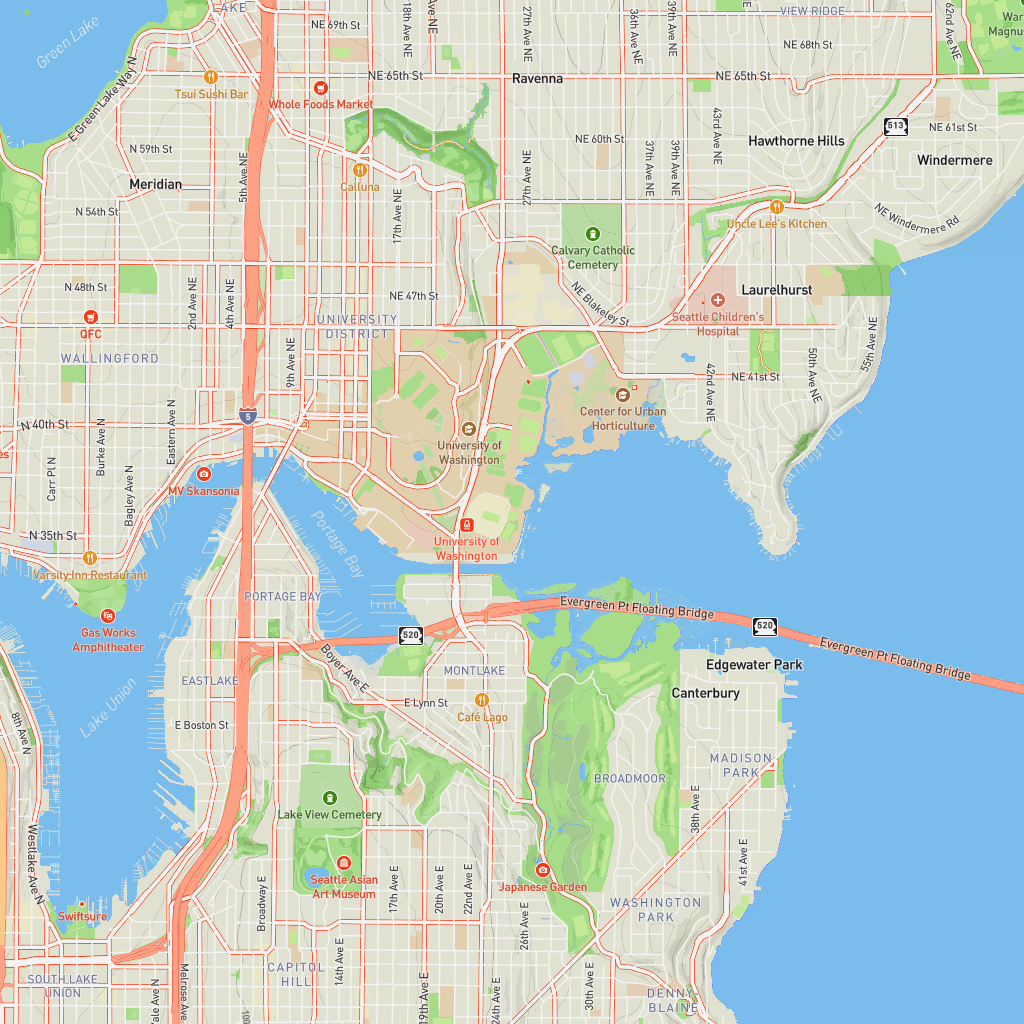 LAKE
NE 69th St
18th Ave NE
27th Ave NE
36th Ave NE
39th Ave NE
VIEW RIDGE
62nd Ave NE
Green Lake
NE 68th St
NE 65th St
Ravenna
NE 65th St
E Green Lake Way N
Tsui Sushi Bar
Whole Foods Market
513
NE 61st St
43rd Ave NE
NE 60th St
Hawthorne Hills
N 59th St
Windermere
5th Ave NE
Calluna
27th Ave NE
37th Ave NE
39th Ave NE
Meridian
17th Ave NE
N 54th St
Uncle Lee's Kitchen
NE Windermere Rd
Calvary Catholic
Cemetery
N 48th St
2nd Ave NE
4th Ave NE
NE 47th St
NE Blakeley St
Laurelhurst
QFC
UNIVERSITY
DISTRICT
Seattle Children's
Hospital
WALLINGFORD
9th Ave NE
42nd Ave NE
NE 41st St
50th Ave NE
55th Ave NE
Center for Urban
Horticulture
5
N 40th St
Burke Ave N
Eastern Ave N
University of
Washington
Carr Pl N
Bagley Ave N
MV Skansonia
N 35th St
Portage Bay
University of
Washington
Varsity Inn Restaurant
PORTAGE BAY
Gas Works
Amphitheater
Evergreen Pt Floating Bridge
520
520
Evergreen Pt Floating Bridge
Boyer Ave E
Edgewater Park
EASTLAKE
MONTLAKE
Canterbury
Lake Union
E Lynn St
Café Lago
E Boston St
8th Ave N
MADISON
PARK
BROADMOOR
Lake View Cemetery
38th Ave E
41st Ave E
Westlake Ave N
Seattle Asian
Art Museum
Japanese Garden
17th Ave E
20th Ave E
22nd Ave E
Broadway E
Swiftsure
WASHINGTON
PARK
26th Ave E
14th Ave E
SOUTH LAKE
UNION
CAPITOL
HILL
Melrose Ave
19th Ave E
24th Ave E
30th Ave E
DENNY-
BLAINE